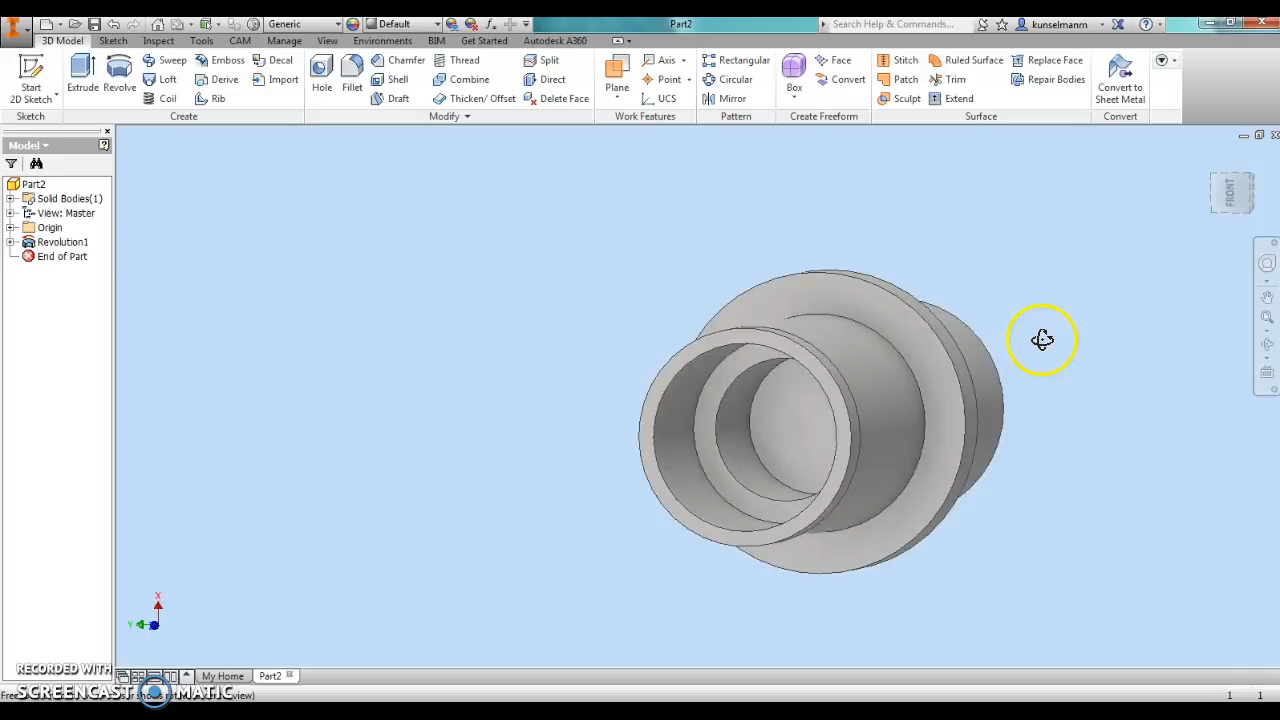 Generic Default Part2 Search Help & Commands... kunselmanm
3D Model Sketch Inspect Tools CAM Manage View Environments BIM Get Started Autodesk A360
Start 2D Sketch Extrude Revolve Sweep Emboss Decal Hole Fillet Chamfer Thread Split Plane Axis Rectangular Box Face Stitch Ruled Surface Replace Face Convert to Sheet Metal
Loft Derive Import Shell Combine Direct Point Circular Convert Patch Trim Repair Bodies
Coil Rib Draft Thicken/ Offset Delete Face UCS Mirror Sculpt Extend
Sketch Create Modify Work Features Pattern Create Freeform Surface Convert
Model
FRONT
Part2
Solid Bodies(1)
View: Master
Origin
Revolution1
End of Part
X
Y
RECORDED WITH
My Home Part2
SCREENCAST MATIC
1 1